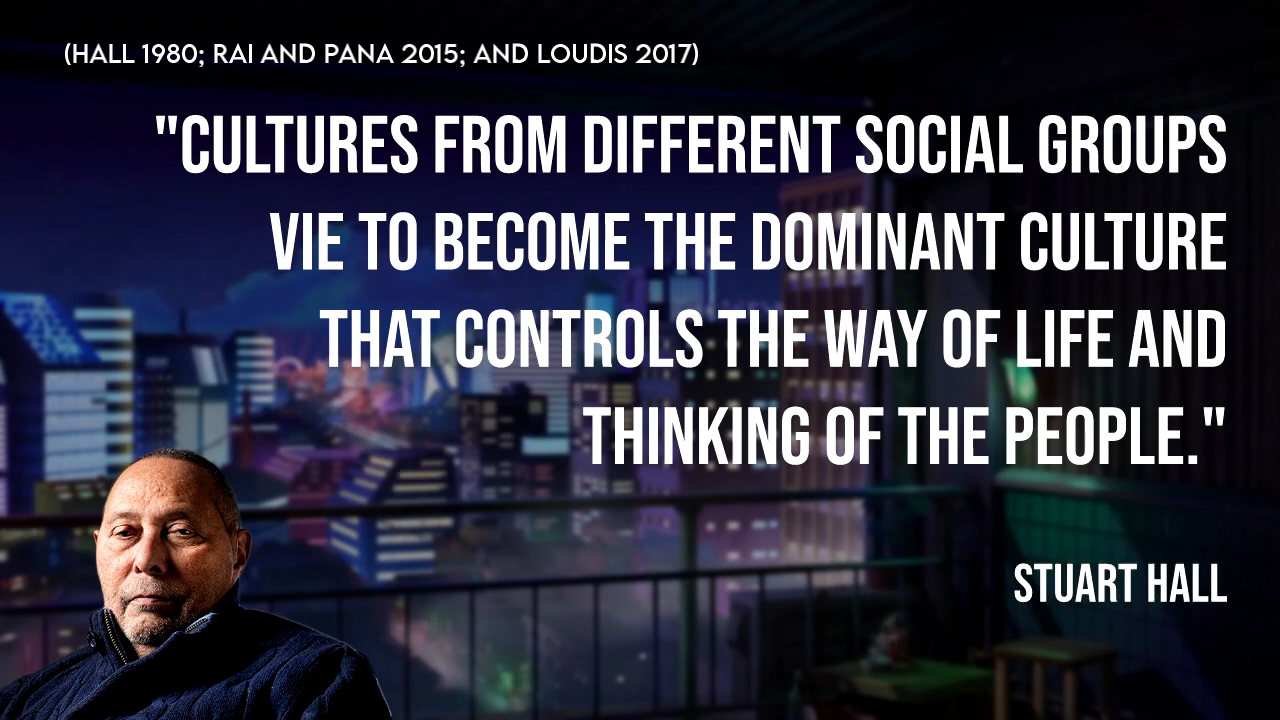 (HALL 1980; RAI AND PANA 2015; AND LOUDIS 2017)
"CULTURES FROM DIFFERENT SOCIAL GROUPS
VIE TO BECOME THE DOMINANT CULTURE
THAT CONTROLS THE WAY OF LIFE AND
THINKING OF THE PEOPLE."
STUART HALL